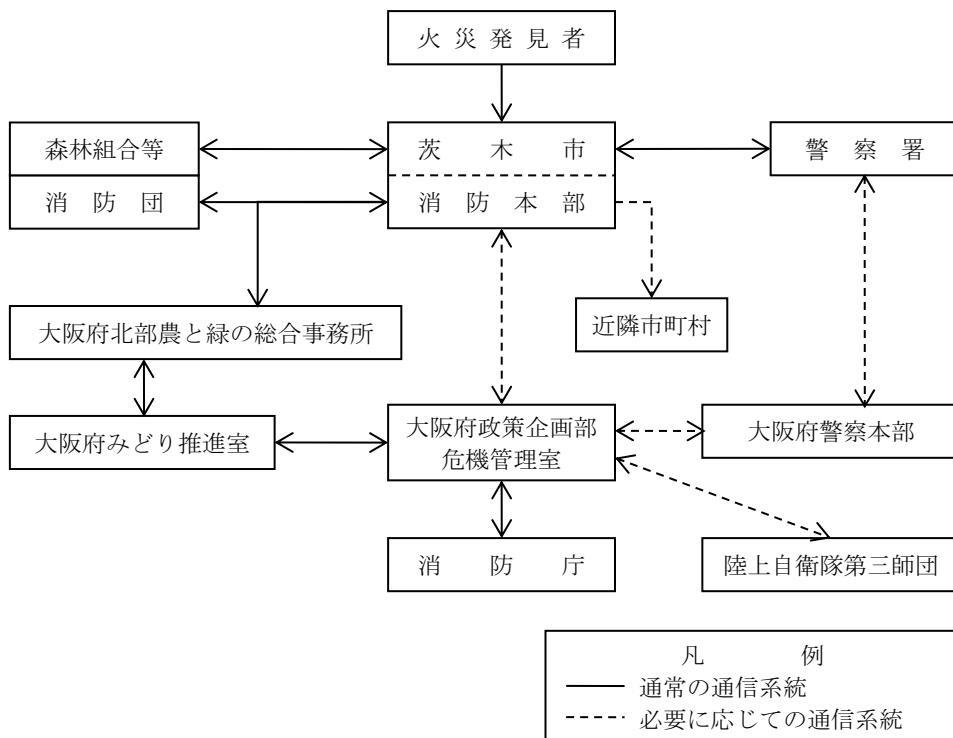 火災発見者
森林組合等
茨木市
警察署
消防団
消防本部
近隣市町村
大阪府北部農と緑の総合事務所
大阪府みどり推進室
大阪府政策企画部
危機管理室
大阪府警察本部
消防庁
陸上自衛隊第三師団
凡例
通常の通信系統
必要に応じての通信系統